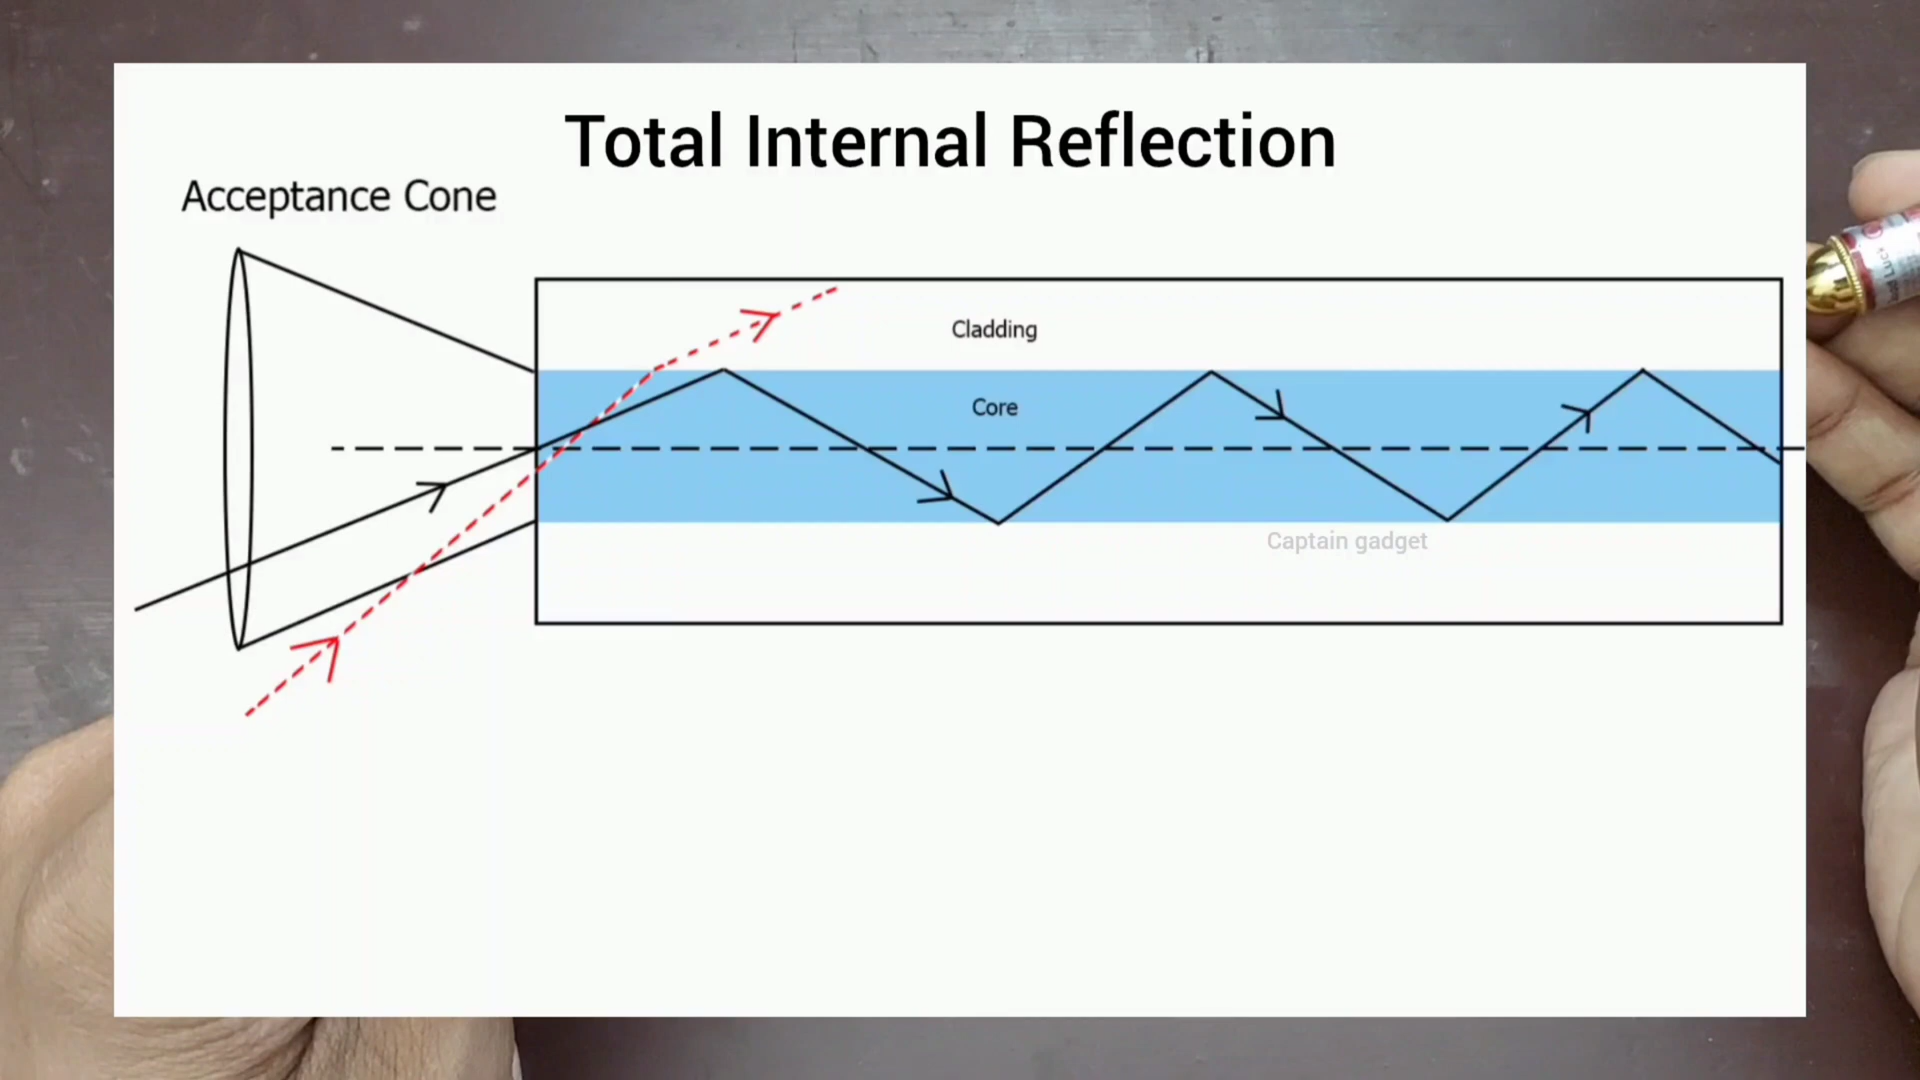 Total Internal Reflection
Acceptance Cone
Cladding
Core
Captain gadget